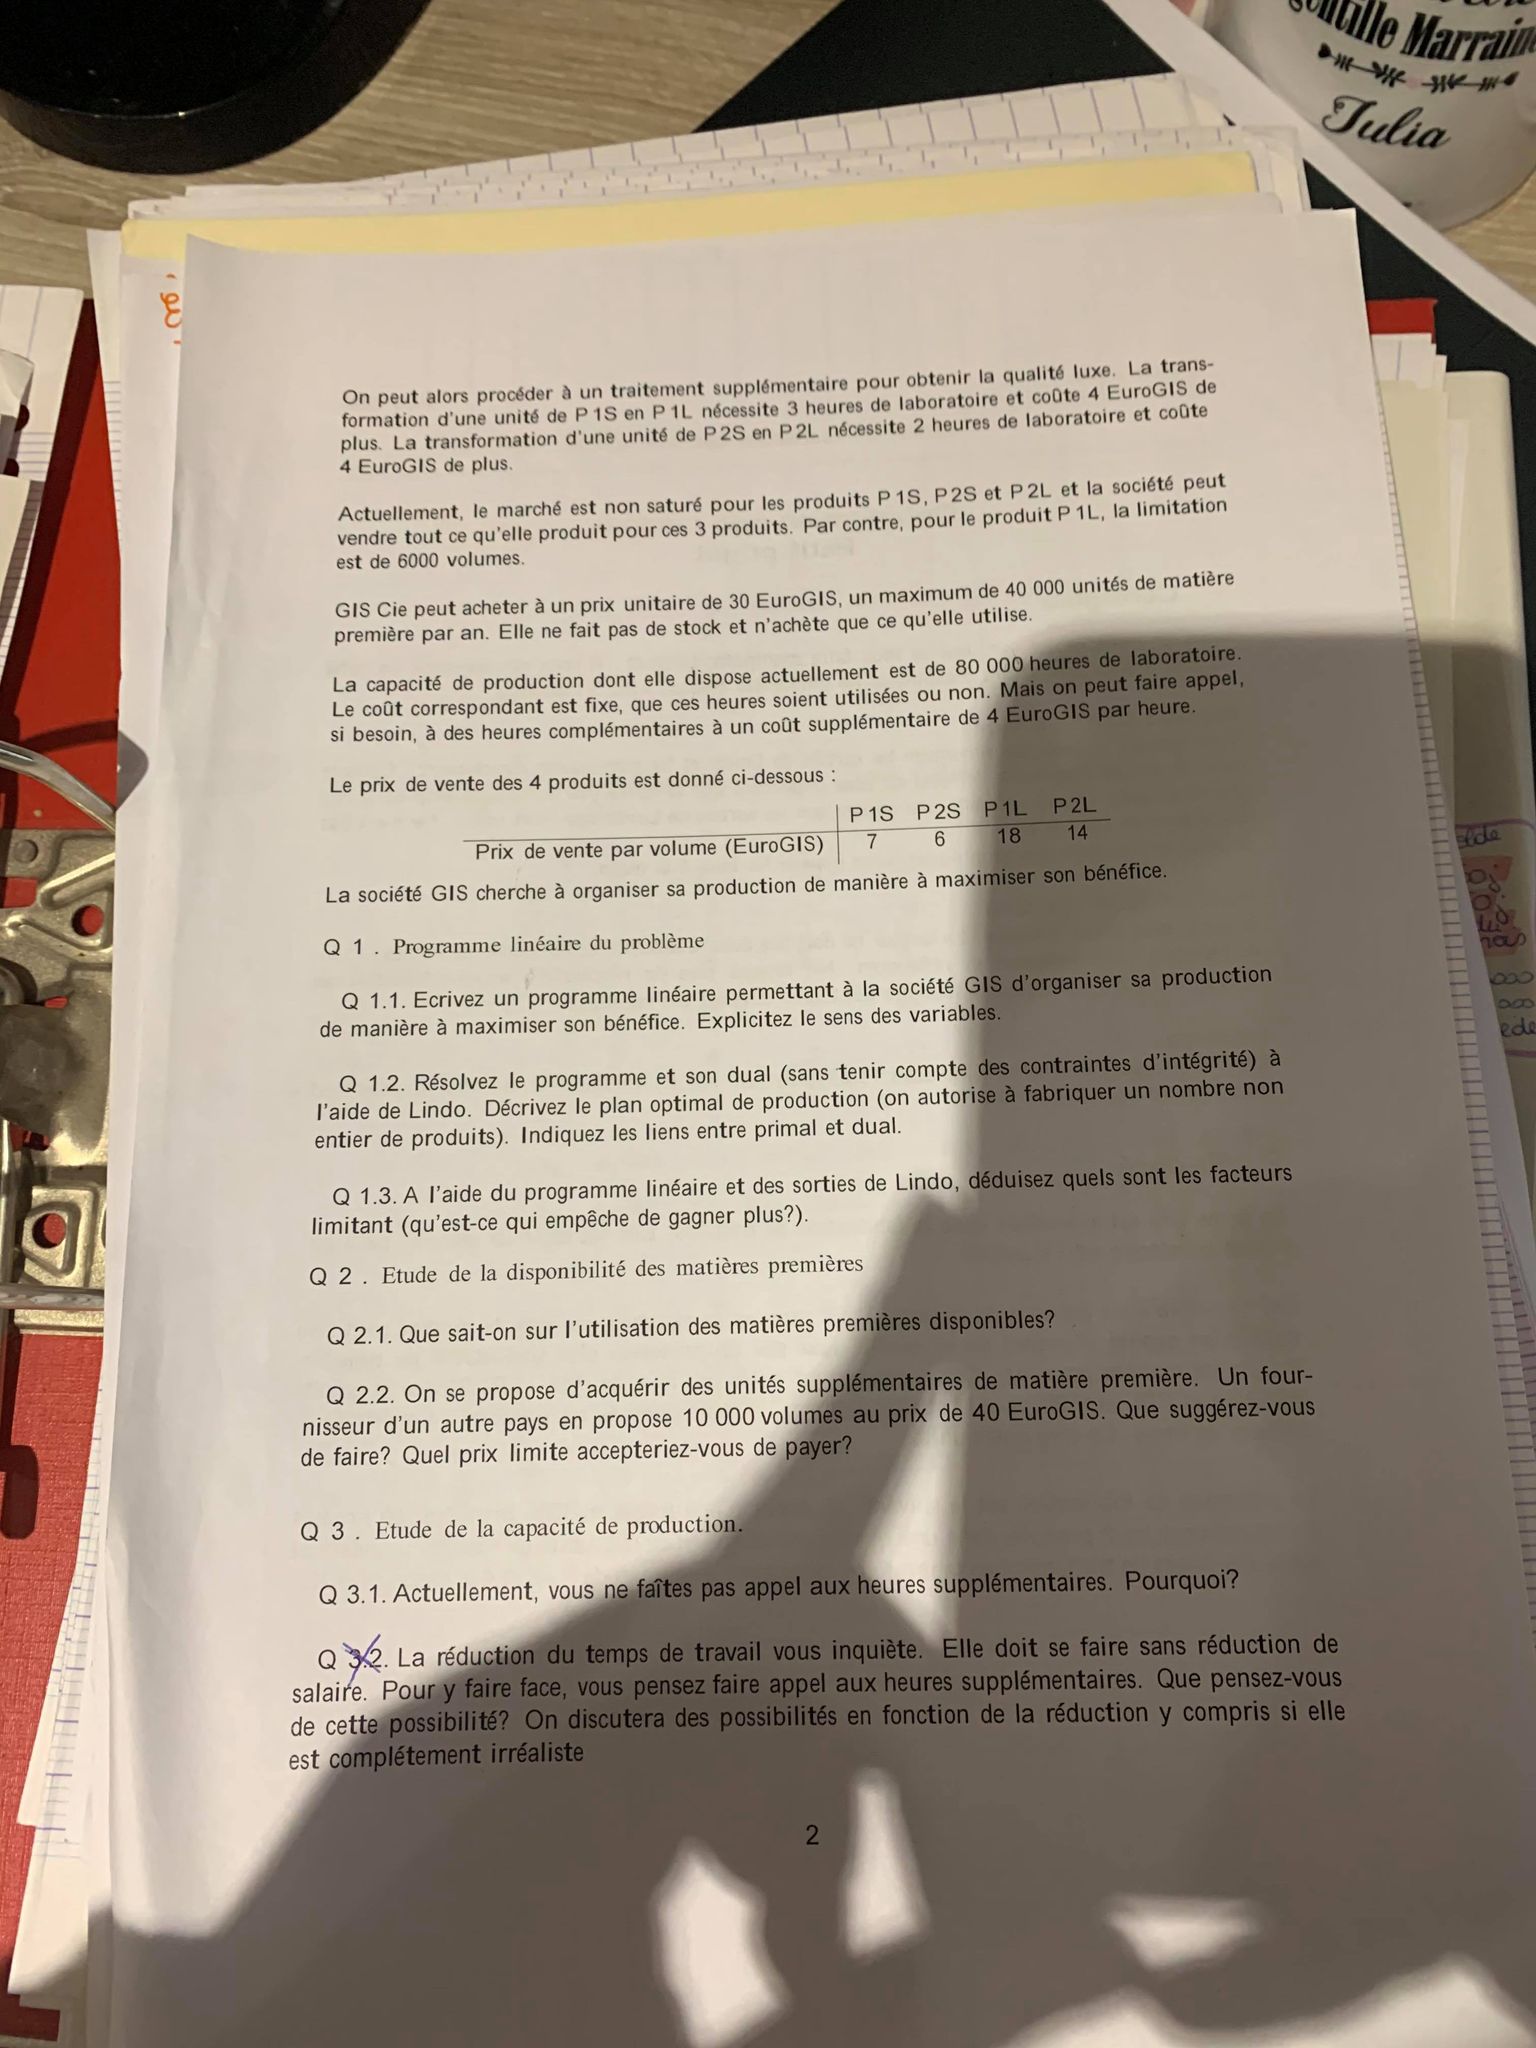 gentille Marraine
Julia
On peut alors procéder à un traitement supplémentaire pour obtenir la qualité luxe. La trans-
formation d'une unité de P 1S en P 1L nécessite 3 heures de laboratoire et coûte 4 EuroGIS de
plus. La transformation d'une unité de P 2S en P 2L nécessite 2 heures de laboratoire et coûte
4 EuroGIS de plus.
Actuellement, le marché est non saturé pour les produits P 1S, P 2S et P 2L et la société peut
vendre tout ce qu'elle produit pour ces 3 produits. Par contre, pour le produit P 1L, la limitation
est de 6000 volumes.
GIS Cie peut acheter à un prix unitaire de 30 EuroGIS, un maximum de 40 000 unités de matière
première par an. Elle ne fait pas de stock et n'achète que ce qu'elle utilise.
La capacité de production dont elle dispose actuellement est de 80 000 heures de laboratoire.
Le coût correspondant est fixe, que ces heures soient utilisées ou non. Mais on peut faire appel,
si besoin, à des heures complémentaires à un coût supplémentaire de 4 EuroGIS par heure.
Le prix de vente des 4 produits est donné ci-dessous :
P 1S P 2S P 1L P 2L
Prix de vente par volume (EuroGIS) 7 6 18 14
La société GIS cherche à organiser sa production de manière à maximiser son bénéfice.
Q 1 . Programme linéaire du problème
Q 1.1. Ecrivez un programme linéaire permettant à la société GIS d'organiser sa production
de manière à maximiser son bénéfice. Explicitez le sens des variables.
Q 1.2. Résolvez le programme et son dual (sans tenir compte des contraintes d'intégrité) à
l'aide de Lindo. Décrivez le plan optimal de production (on autorise à fabriquer un nombre non
entier de produits). Indiquez les liens entre primal et dual.
Q 1.3. A l'aide du programme linéaire et des sorties de Lindo, déduisez quels sont les facteurs
limitant (qu'est-ce qui empêche de gagner plus?).
Q 2 . Etude de la disponibilité des matières premières
Q 2.1. Que sait-on sur l'utilisation des matières premières disponibles?
Q 2.2. On se propose d'acquérir des unités supplémentaires de matière première. Un four-
nisseur d'un autre pays en propose 10 000 volumes au prix de 40 EuroGIS. Que suggérez-vous
de faire? Quel prix limite accepteriez-vous de payer?
Q 3 . Etude de la capacité de production.
Q 3.1. Actuellement, vous ne faîtes pas appel aux heures supplémentaires. Pourquoi?
Q 3.2. La réduction du temps de travail vous inquiète. Elle doit se faire sans réduction de
salaire. Pour y faire face, vous pensez faire appel aux heures supplémentaires. Que pensez-vous
de cette possibilité? On discutera des possibilités en fonction de la réduction y compris si elle
est complétement irréaliste
2